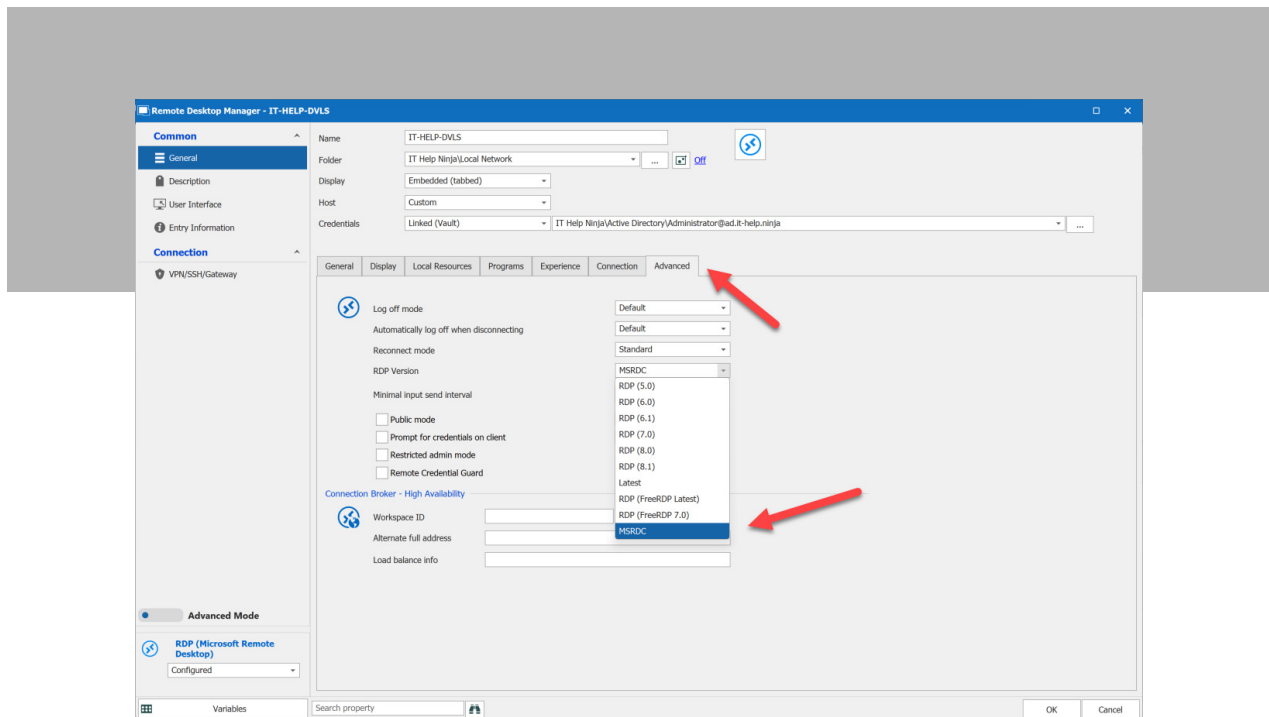 Remote Desktop Manager - IT-HELP-DVLS
Common
General
Description
User Interface
Entry Information
Connection
VPN/SSH/Gateway
Name IT-HELP-DVLS
Folder IT Help Ninja\Local Network ... Off
Display Embedded (tabbed)
Host Custom
Credentials Linked (Vault) IT Help Ninja\Active Directory\Administrator@ad.it-help.ninja ...
General Display Local Resources Programs Experience Connection Advanced
Log off mode Default
Automatically log off when disconnecting Default
Reconnect mode Standard
RDP Version MSRDC
RDP (5.0)
RDP (6.0)
RDP (6.1)
RDP (7.0)
RDP (8.0)
RDP (8.1)
Latest
RDP (FreeRDP Latest)
RDP (FreeRDP 7.0)
MSRDC
Minimal input send interval
Public mode
Prompt for credentials on client
Restricted admin mode
Remote Credential Guard
Connection Broker - High Availability
Workspace ID
Alternate full address
Load balance info
Advanced Mode
RDP (Microsoft Remote
Desktop)
Configured
Variables
Search property
OK Cancel